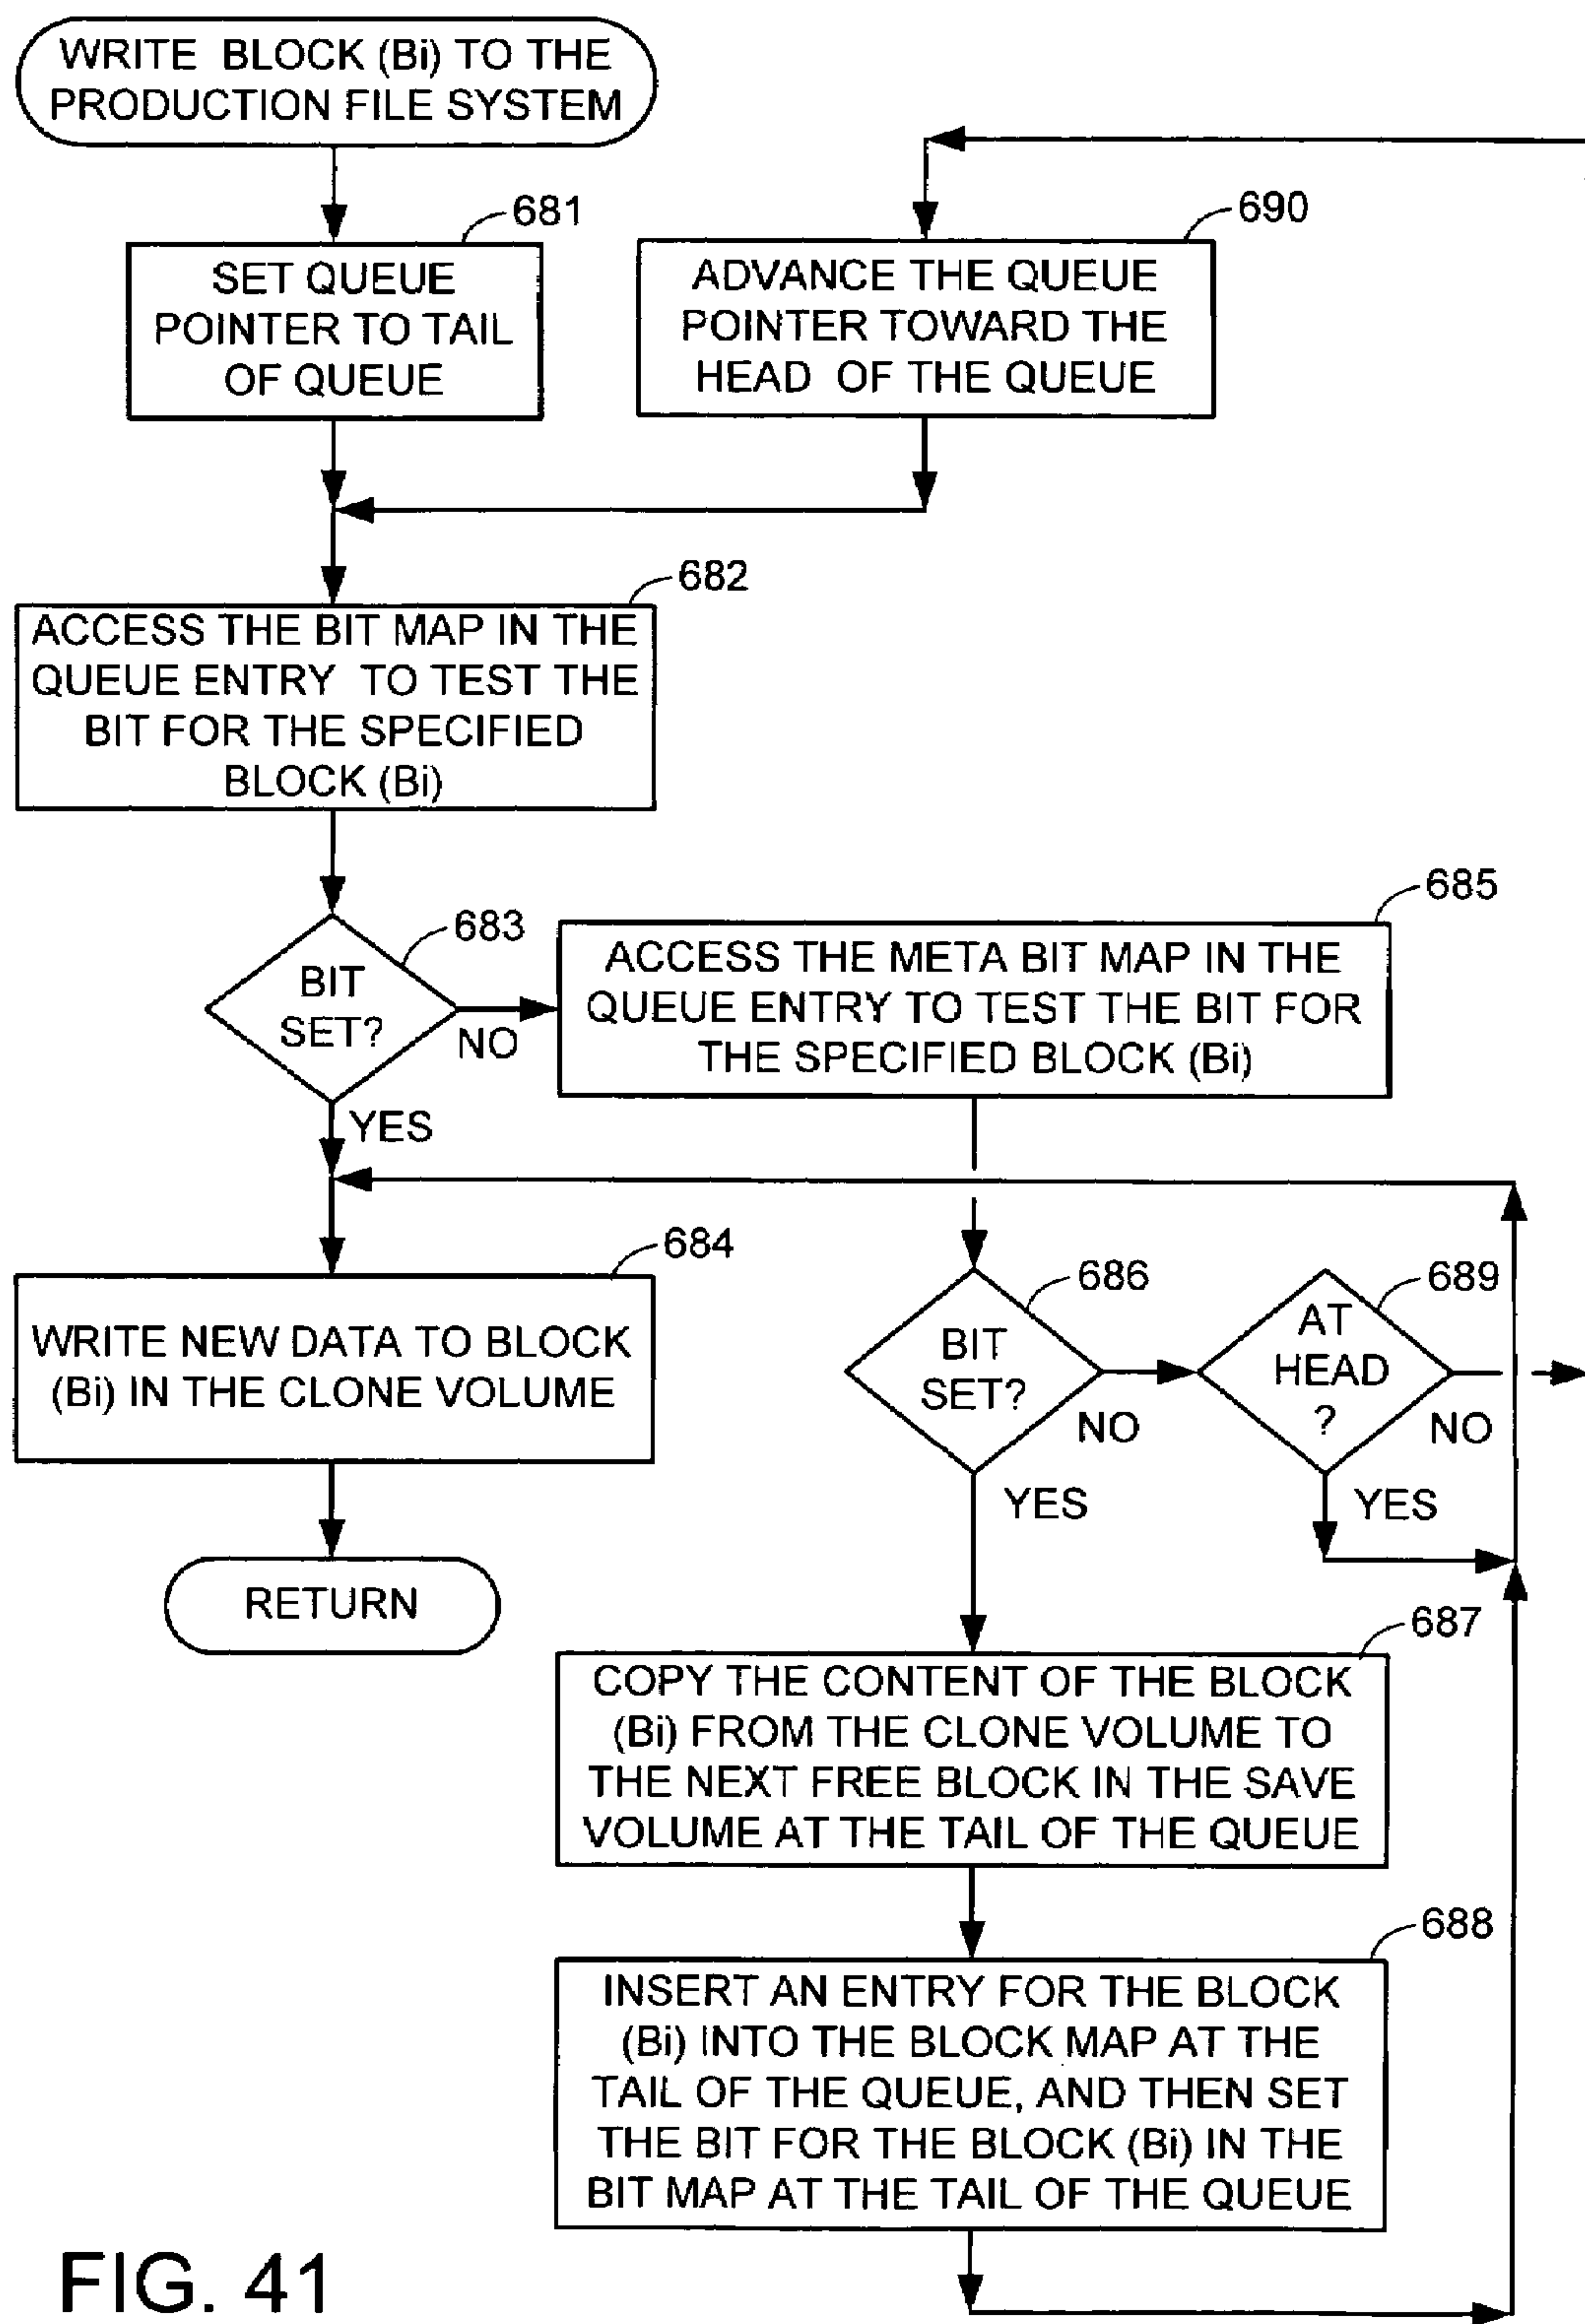 WRITE BLOCK (Bi) TO THE
PRODUCTION FILE SYSTEM
681
SET QUEUE
POINTER TO TAIL
OF QUEUE
690
ADVANCE THE QUEUE
POINTER TOWARD THE
HEAD OF THE QUEUE
682
ACCESS THE BIT MAP IN THE
QUEUE ENTRY TO TEST THE
BIT FOR THE SPECIFIED
BLOCK (Bi)
683
BIT
SET?
NO
YES
685
ACCESS THE META BIT MAP IN THE
QUEUE ENTRY TO TEST THE BIT FOR
THE SPECIFIED BLOCK (Bi)
684
WRITE NEW DATA TO BLOCK
(Bi) IN THE CLONE VOLUME
RETURN
686
BIT
SET?
NO
YES
689
AT
HEAD
?
NO
YES
687
COPY THE CONTENT OF THE BLOCK
(Bi) FROM THE CLONE VOLUME TO
THE NEXT FREE BLOCK IN THE SAVE
VOLUME AT THE TAIL OF THE QUEUE
688
INSERT AN ENTRY FOR THE BLOCK
(Bi) INTO THE BLOCK MAP AT THE
TAIL OF THE QUEUE, AND THEN SET
THE BIT FOR THE BLOCK (Bi) IN THE
BIT MAP AT THE TAIL OF THE QUEUE
FIG. 41